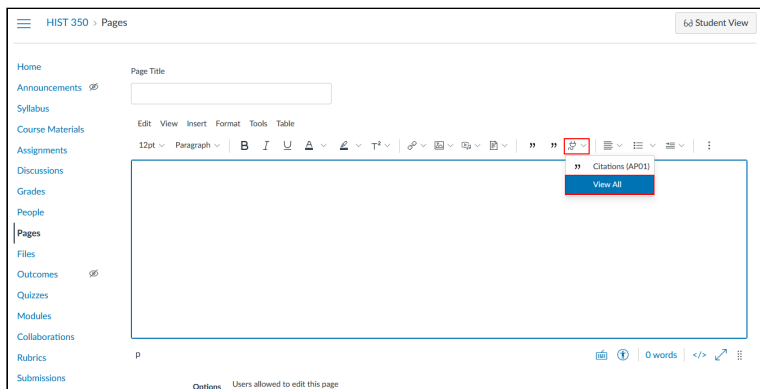 HIST 350 › Pages
Student View
Home
Announcements
Syllabus
Course Materials
Assignments
Discussions
Grades
People
Pages
Files
Outcomes
Quizzes
Modules
Collaborations
Rubrics
Submissions
Page Title
Edit View Insert Format Tools Table
12pt Paragraph B I U A T²
Citations (AP01)
View All
p
0 words </>
Options Users allowed to edit this page